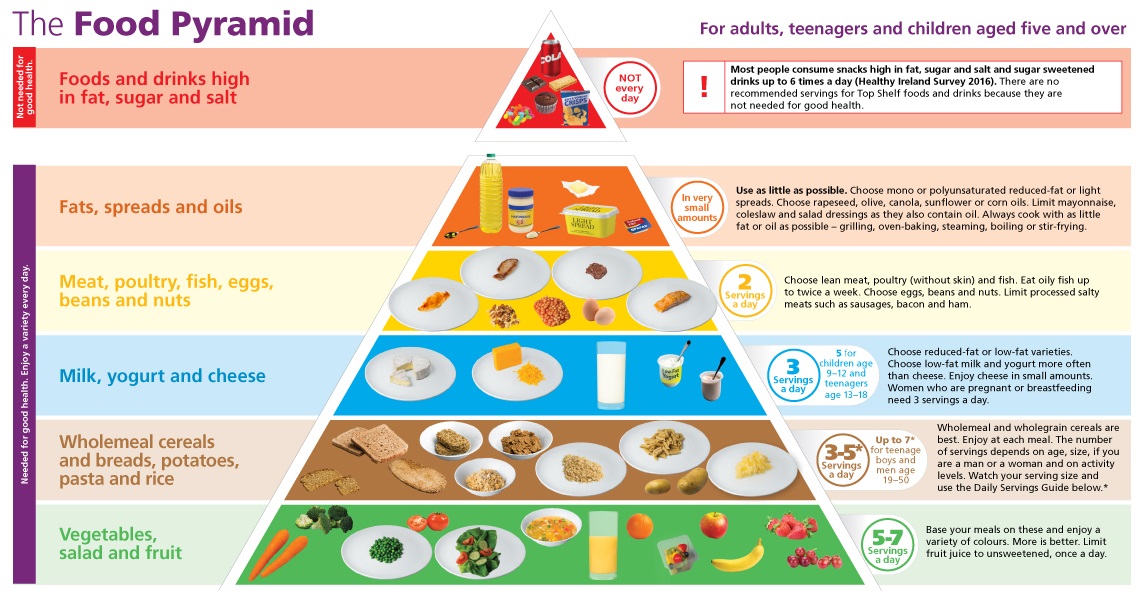 The Food Pyramid
For adults, teenagers and children aged five and over
Not needed for
good health.
Foods and drinks high
in fat, sugar and salt
COLA
CRISPS
NOT
every
day
!
Most people consume snacks high in fat, sugar and salt and sugar sweetened
drinks up to 6 times a day (Healthy Ireland Survey 2016). There are no
recommended servings for Top Shelf foods and drinks because they are
not needed for good health.
Needed for good health. Enjoy a variety every day.
Fats, spreads and oils
LIGHT
SPREAD
In very
small
amounts
Use as little as possible. Choose mono or polyunsaturated reduced-fat or light
spreads. Choose rapeseed, olive, canola, sunflower or corn oils. Limit mayonnaise,
coleslaw and salad dressings as they also contain oil. Always cook with as little
fat or oil as possible – grilling, oven-baking, steaming, boiling or stir-frying.
Meat, poultry, fish, eggs,
beans and nuts
2
Servings
a day
Choose lean meat, poultry (without skin) and fish. Eat oily fish up
to twice a week. Choose eggs, beans and nuts. Limit processed salty
meats such as sausages, bacon and ham.
Milk, yogurt and cheese
Low Fat
Yogurt
3
Servings
a day
5 for
children age
9–12 and
teenagers
age 13–18
Choose reduced-fat or low-fat varieties.
Choose low-fat milk and yogurt more often
than cheese. Enjoy cheese in small amounts.
Women who are pregnant or breastfeeding
need 3 servings a day.
Wholemeal cereals
and breads, potatoes,
pasta and rice
3-5*
Servings
a day
Up to 7*
for teenage
boys and
men age
19–50
Wholemeal and wholegrain cereals are
best. Enjoy at each meal. The number
of servings depends on age, size, if you
are a man or a woman and on activity
levels. Watch your serving size and
use the Daily Servings Guide below.*
Vegetables,
salad and fruit
5-7
Servings
a day
Base your meals on these and enjoy a
variety of colours. More is better. Limit
fruit juice to unsweetened, once a day.